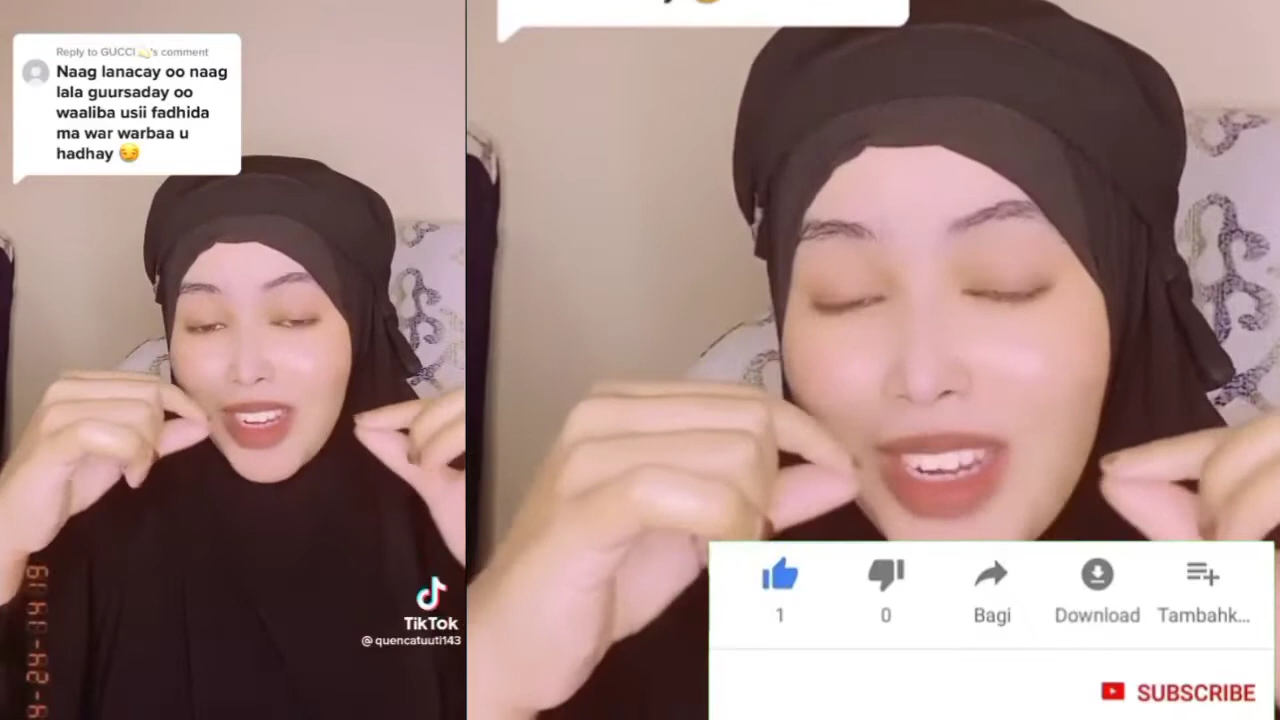 Reply to GUCCI💫's comment
Naag lanacay oo naag
lala guursaday oo
waaliba usii fadhida
ma war warbaa u
hadhay 😏
TikTok
@quencatuuti143
1
0
Bagi
Download
Tambahk...
SUBSCRIBE